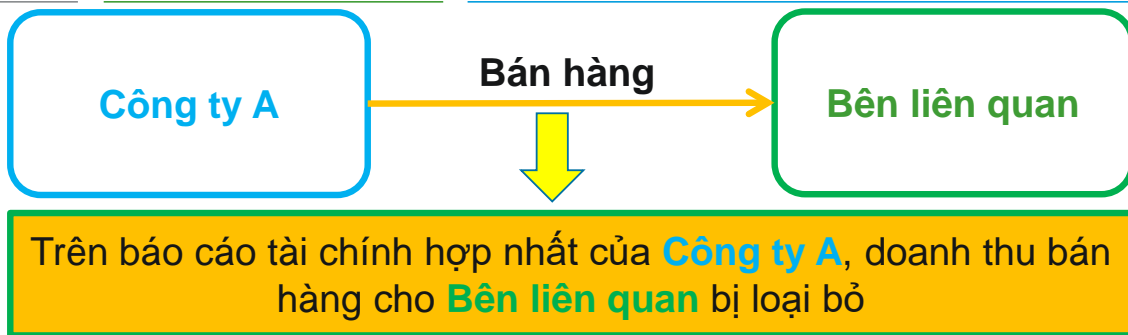 Công ty A
Bán hàng
Bên liên quan
Trên báo cáo tài chính hợp nhất của Công ty A, doanh thu bán
hàng cho Bên liên quan bị loại bỏ